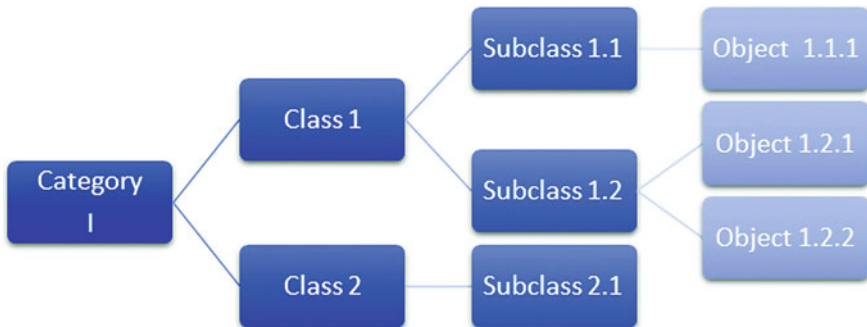 Category
I
Class 1
Class 2
Subclass 1.1
Subclass 1.2
Subclass 2.1
Object  1.1.1
Object 1.2.1
Object 1.2.2